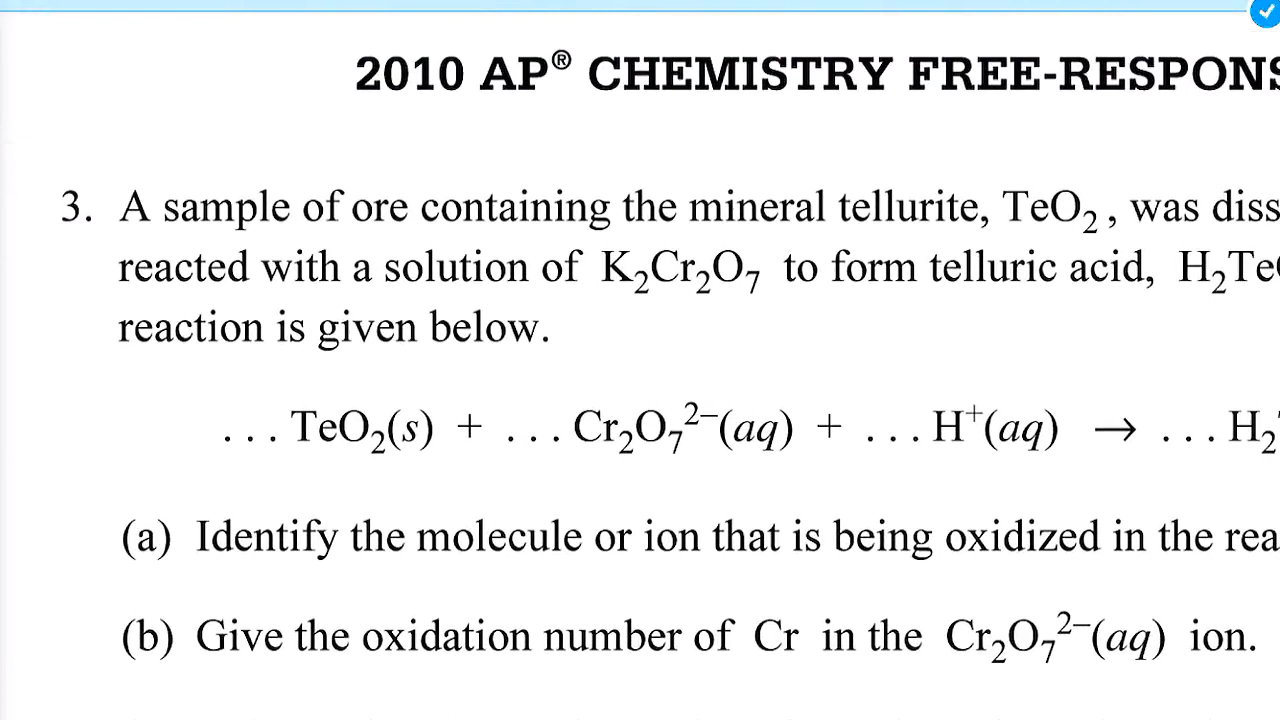 2010 AP® CHEMISTRY FREE-RESPONS
3. A sample of ore containing the mineral tellurite, TeO₂ , was diss
reacted with a solution of K₂Cr₂O₇ to form telluric acid, H₂Te
reaction is given below.
. . . TeO₂(s) + . . . Cr₂O₇²⁻(aq) + . . . H⁺(aq) → . . . H₂
(a) Identify the molecule or ion that is being oxidized in the rea
(b) Give the oxidation number of Cr in the Cr₂O₇²⁻(aq) ion.